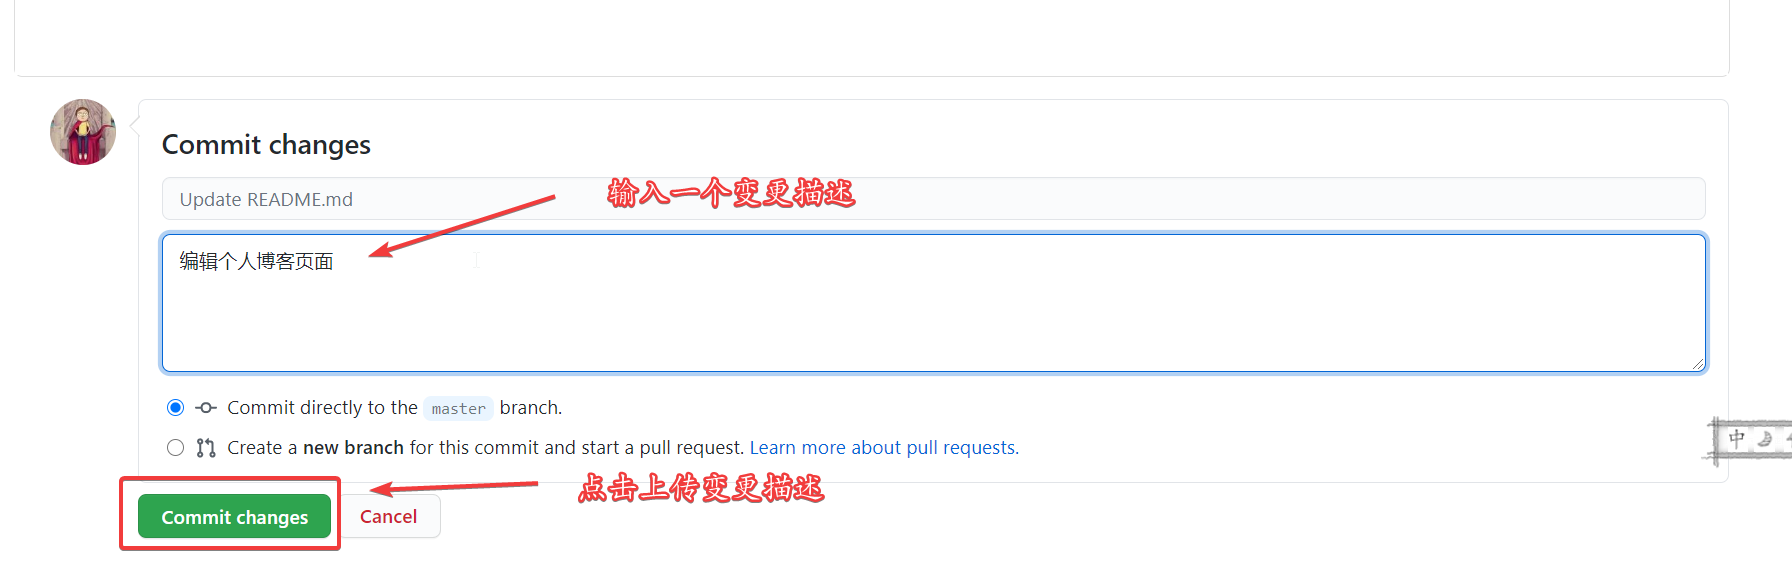 Commit changes
Update README.md
输入一个变更描述
编辑个人博客页面
Commit directly to the master branch.
Create a new branch for this commit and start a pull request. Learn more about pull requests.
中
点击上传变更描述
Commit changes
Cancel